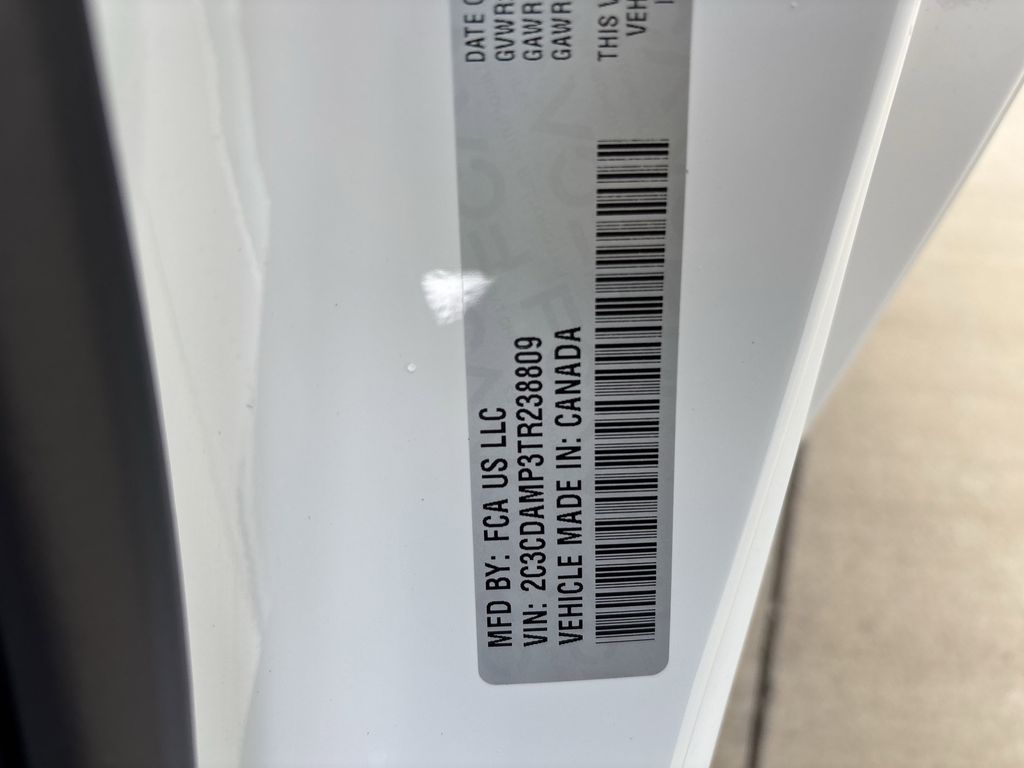 MFD BY: FCA US LLC
VIN: 2C3CDAMP3TR238809
VEHICLE MADE IN: CANADA
DATE O
GVWR:
GAWR
GAWR
THIS V
VEH